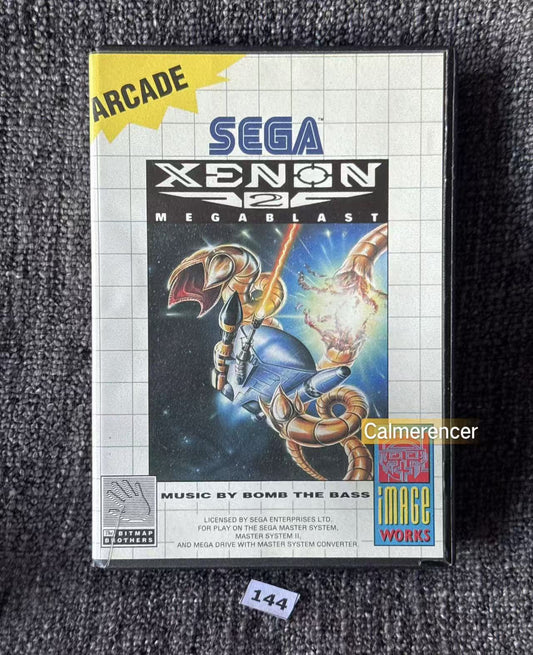 ARCADE
SEGA™
XENON
2
MEGABLAST
Calmerencer
MUSIC BY BOMB THE BASS
The BITMAP
BROTHERS
LICENSED BY SEGA ENTERPRISES LTD.
FOR PLAY ON THE SEGA MASTER SYSTEM,
MASTER SYSTEM II,
AND MEGA DRIVE WITH MASTER SYSTEM CONVERTER.
iMAGE
WORKS
144